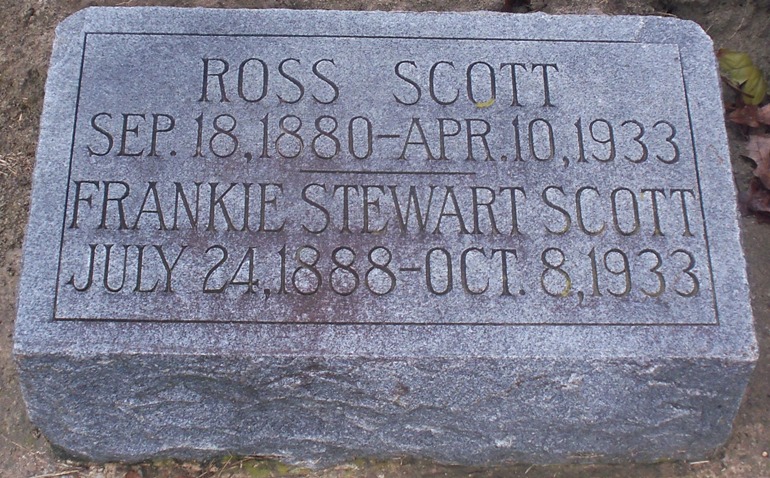 ROSS SCOTT
SEP. 18, 1880-APR. 10, 1933
FRANKIE STEWART SCOTT
JULY 24, 1888-OCT. 8, 1933